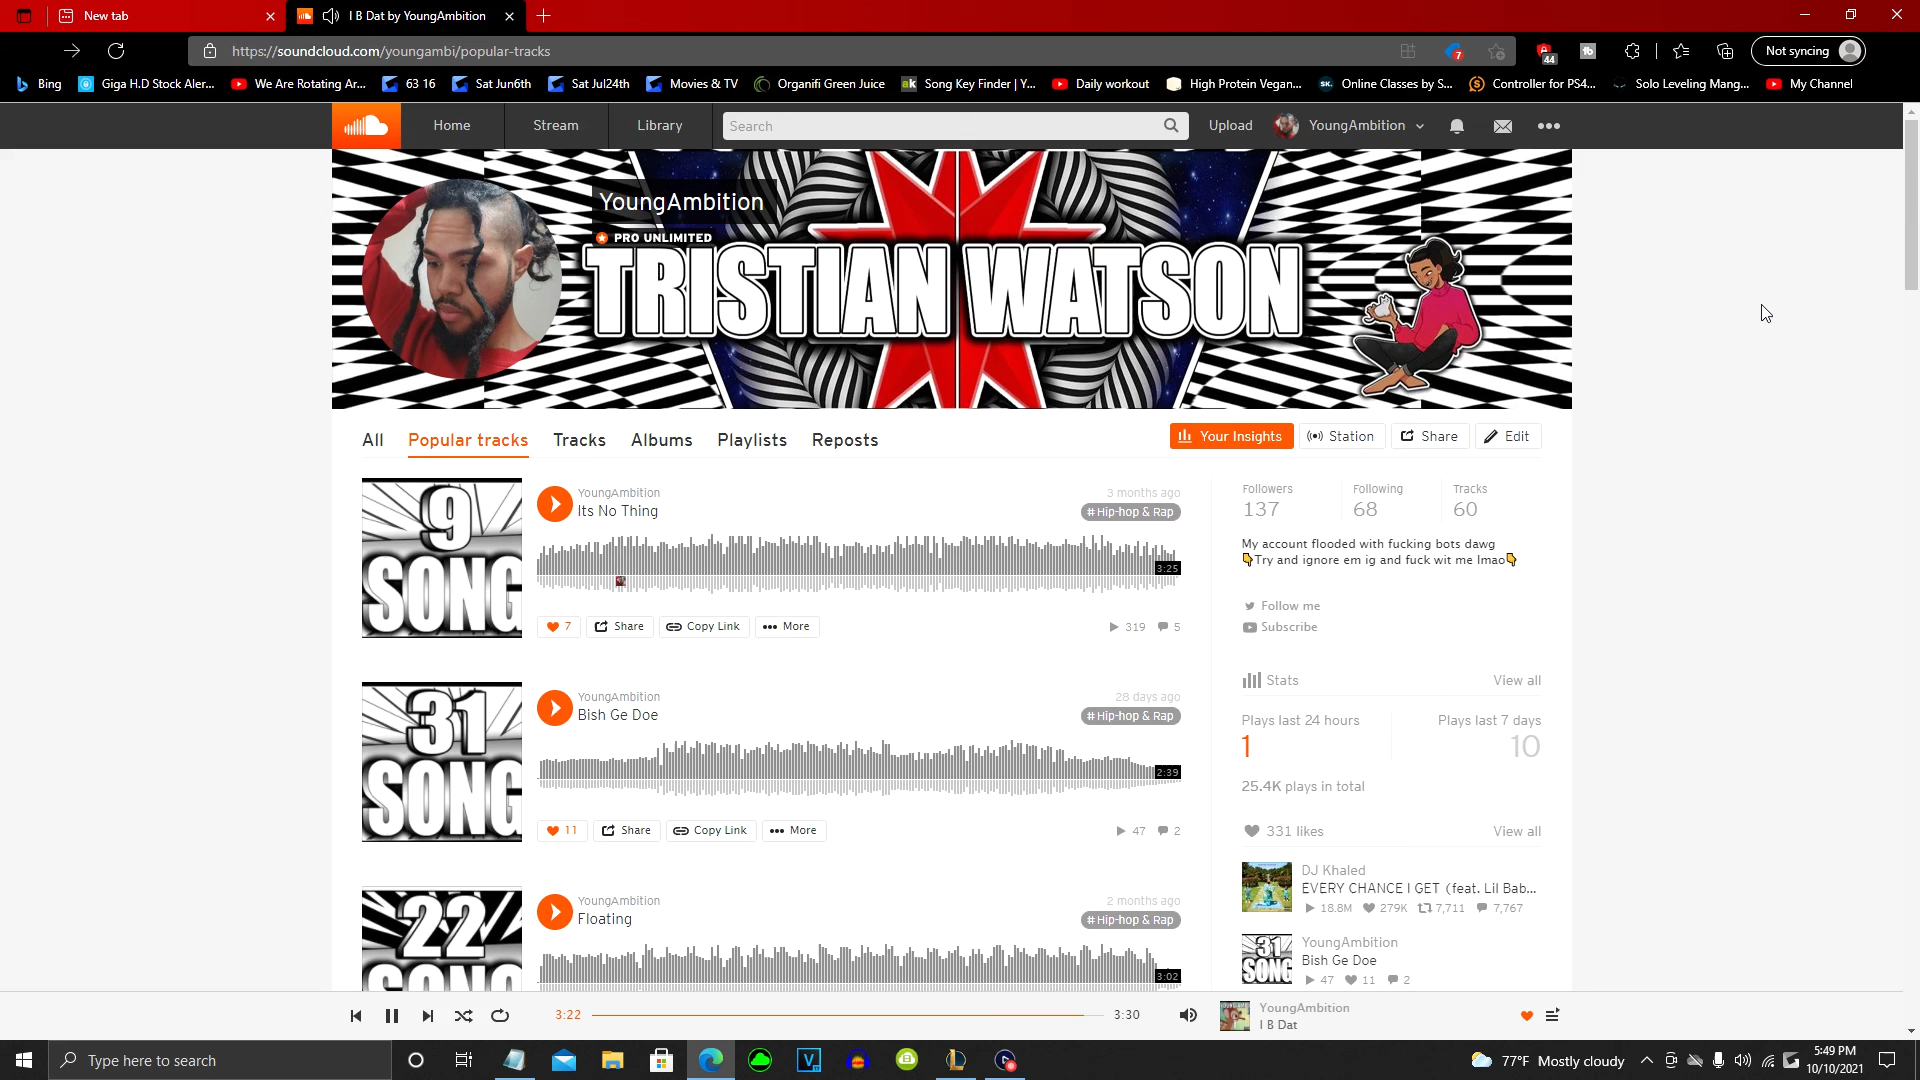 New tab
I B Dat by YoungAmbition
https://soundcloud.com/youngambi/popular-tracks
7
44
Not syncing
Bing
Giga H.D Stock Aler...
We Are Rotating Ar...
63 16
Sat Jun6th
Sat Jul24th
Movies & TV
Organifi Green Juice
Song Key Finder | Y...
Daily workout
High Protein Vegan...
Online Classes by S...
Controller for PS4...
Solo Leveling Mang...
My Channel
Home
Stream
Library
Search
Upload
YoungAmbition
YoungAmbition
PRO UNLIMITED
TRISTIAN WATSON
All
Popular tracks
Tracks
Albums
Playlists
Reposts
Your Insights
Station
Share
Edit
9
SONG
YoungAmbition
Its No Thing
3 months ago
# Hip-hop & Rap
3:25
7
Share
Copy Link
More
319
5
31
SONG
YoungAmbition
Bish Ge Doe
28 days ago
# Hip-hop & Rap
2:39
11
Share
Copy Link
More
47
2
22
SONG
YoungAmbition
Floating
2 months ago
# Hip-hop & Rap
3:02
Followers
137
Following
68
Tracks
60
My account flooded with fucking bots dawg
👇Try and ignore em ig and fuck wit me lmao👇
Follow me
Subscribe
Stats
View all
Plays last 24 hours
1
Plays last 7 days
10
25.4K plays in total
331 likes
View all
DJ Khaled
EVERY CHANCE I GET (feat. Lil Bab...
18.8M
279K
7,711
7,767
31
SONG
YoungAmbition
Bish Ge Doe
47
11
2
3:22
3:30
YoungAmbition
I B Dat
Type here to search
77°F Mostly cloudy
5:49 PM
10/10/2021